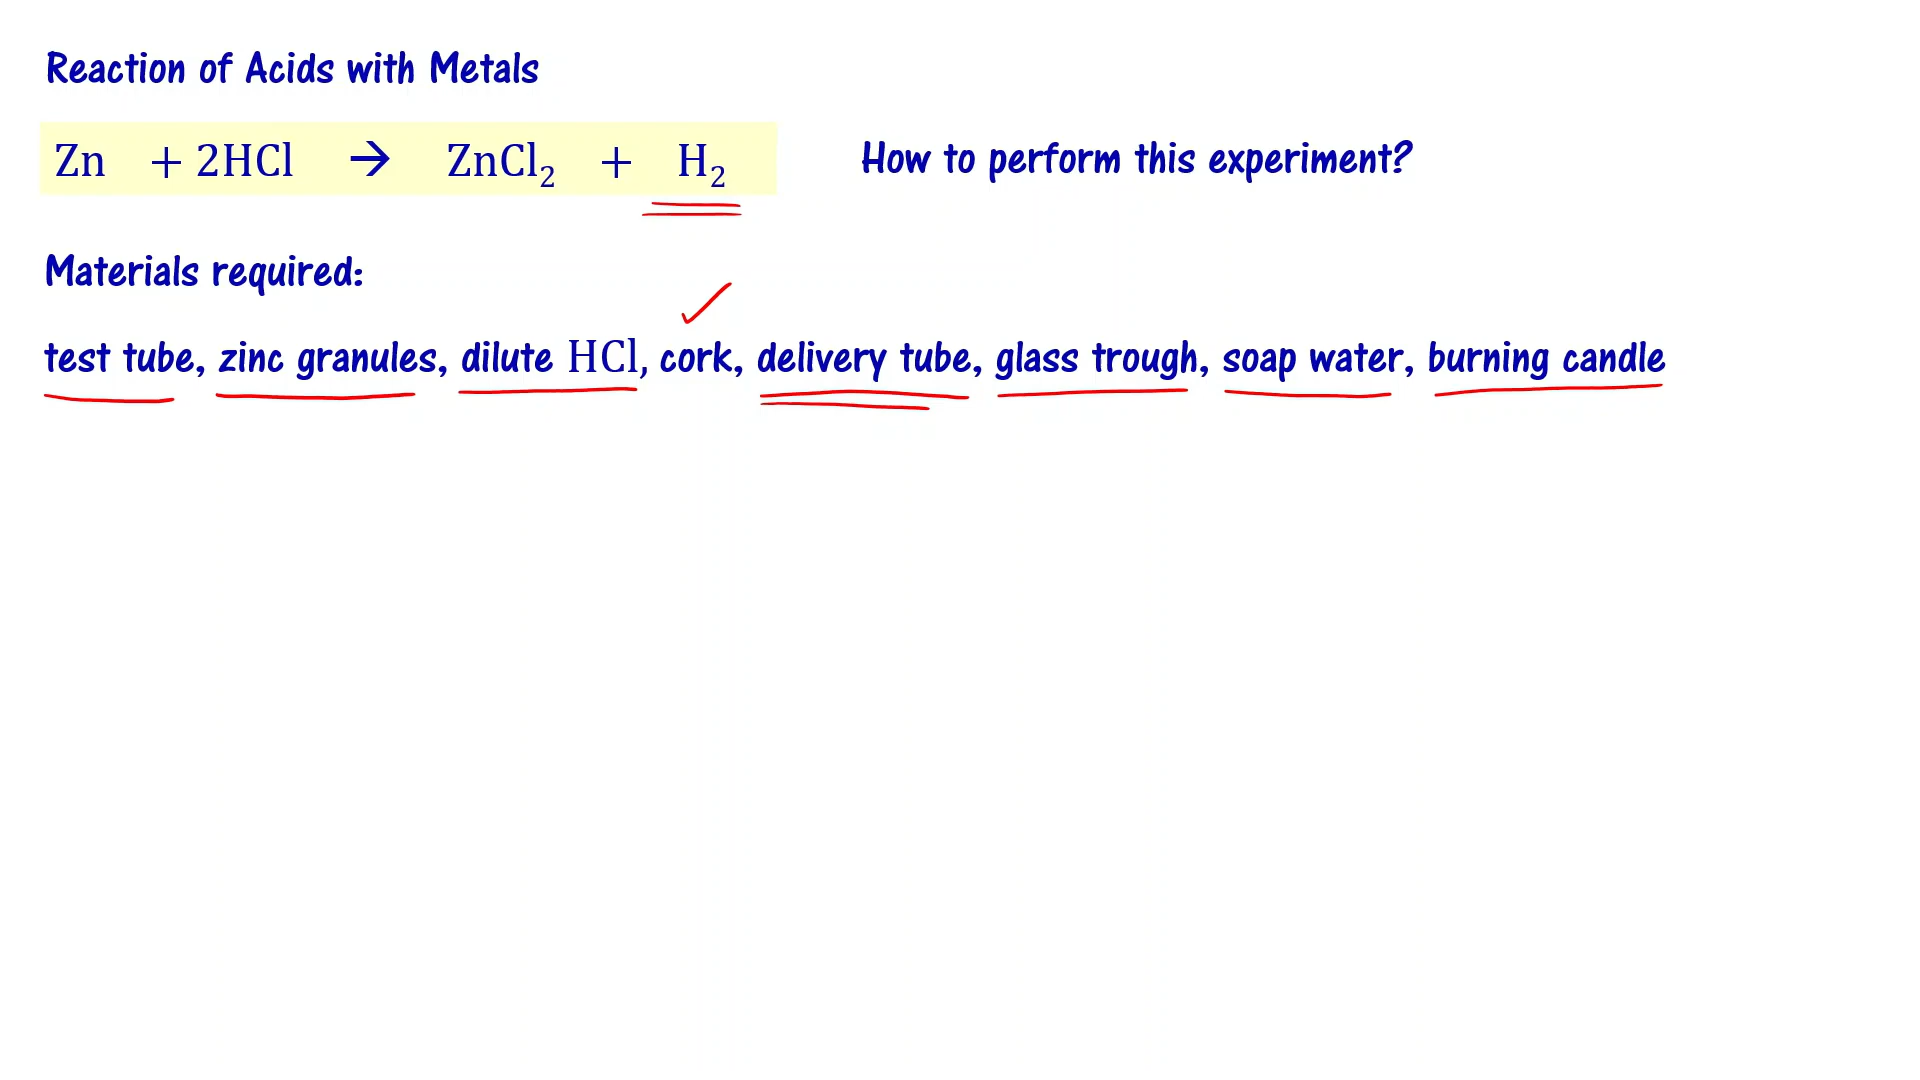 Reaction of Acids with Metals
Zn + 2HCl → ZnCl₂ + H₂
How to perform this experiment?
Materials required:
test tube, zinc granules, dilute HCl, cork, delivery tube, glass trough, soap water, burning candle